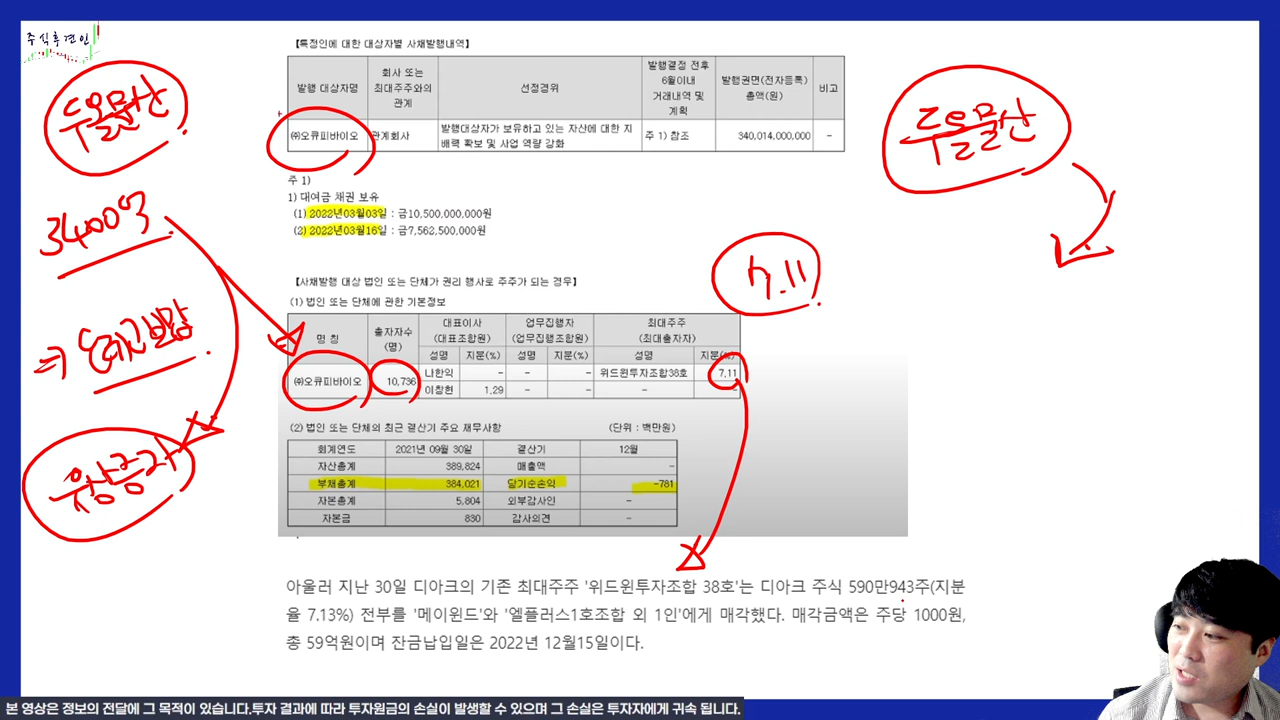 주식후견인
【특정인에 대한 대상자별 사채발행내역】
발행 대상자명 회사 또는 최대주주와의 관계 선정경위 발행결정 전후 6월이내 거래내역 및 계획 발행권면(전자등록) 총액(원) 비고
㈜오큐피바이오 관계회사 발행대상자가 보유하고 있는 자산에 대한 지배력 확보 및 사업 역량 강화 주 1) 참조 340,014,000,000 -
두올물산
두올물산
주 1)
1) 대여금 채권 보유
(1) 2022년03월03일 : 금10,500,000,000원
(2) 2022년03월16일 : 금7,562,500,000원
3400억
7.11
【사채발행 대상 법인 또는 단체가 권리 행사로 주주가 되는 경우】
(1) 법인 또는 단체에 관한 기본정보
명 칭 출자자수 (명) 대표이사 (대표조합원) 업무집행자 (업무집행조합원) 최대주주 (최대출자자)
성명 지분(%) 성명 지분(%) 성명 지분(%)
㈜오큐피바이오 10,736 나한익 - - - 위드윈투자조합38호 7.11
이창현 1.29 - - - -
유상증자
(2) 법인 또는 단체의 최근 결산기 주요 재무사항 (단위 : 백만원)
회계연도 2021년 09월 30일 결산기 12월
자산총계 389,824 매출액 -
부채총계 384,021 당기순손익 -781
자본총계 5,804 외부감사인 -
자본금 830 감사의견 -
아울러 지난 30일 디아크의 기존 최대주주 '위드윈투자조합 38호'는 디아크 주식 590만943주(지분
율 7.13%) 전부를 '메이윈드'와 '엘플러스1호조합 외 1인'에게 매각했다. 매각금액은 주당 1000원,
총 59억원이며 잔금납입일은 2022년 12월15일이다.
본 영상은 정보의 전달에 그 목적이 있습니다.투자 결과에 따라 투자원금의 손실이 발생할 수 있으며 그 손실은 투자자에게 귀속 됩니다.